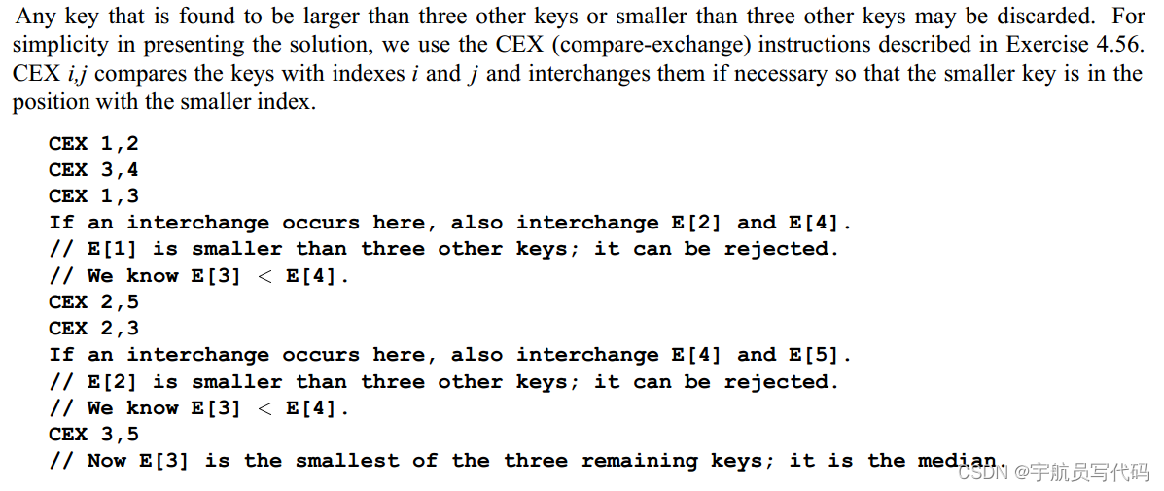 Any key that is found to be larger than three other keys or smaller than three other keys may be discarded. For
simplicity in presenting the solution, we use the CEX (compare-exchange) instructions described in Exercise 4.56.
CEX i,j compares the keys with indexes i and j and interchanges them if necessary so that the smaller key is in the
position with the smaller index.
CEX 1,2
CEX 3,4
CEX 1,3
If an interchange occurs here, also interchange E[2] and E[4].
// E[1] is smaller than three other keys; it can be rejected.
// We know E[3] < E[4].
CEX 2,5
CEX 2,3
If an interchange occurs here, also interchange E[4] and E[5].
// E[2] is smaller than three other keys; it can be rejected.
// We know E[3] < E[4].
CEX 3,5
// Now E[3] is the smallest of the three remaining keys; it is the median.
CSDN @宇航员写代码